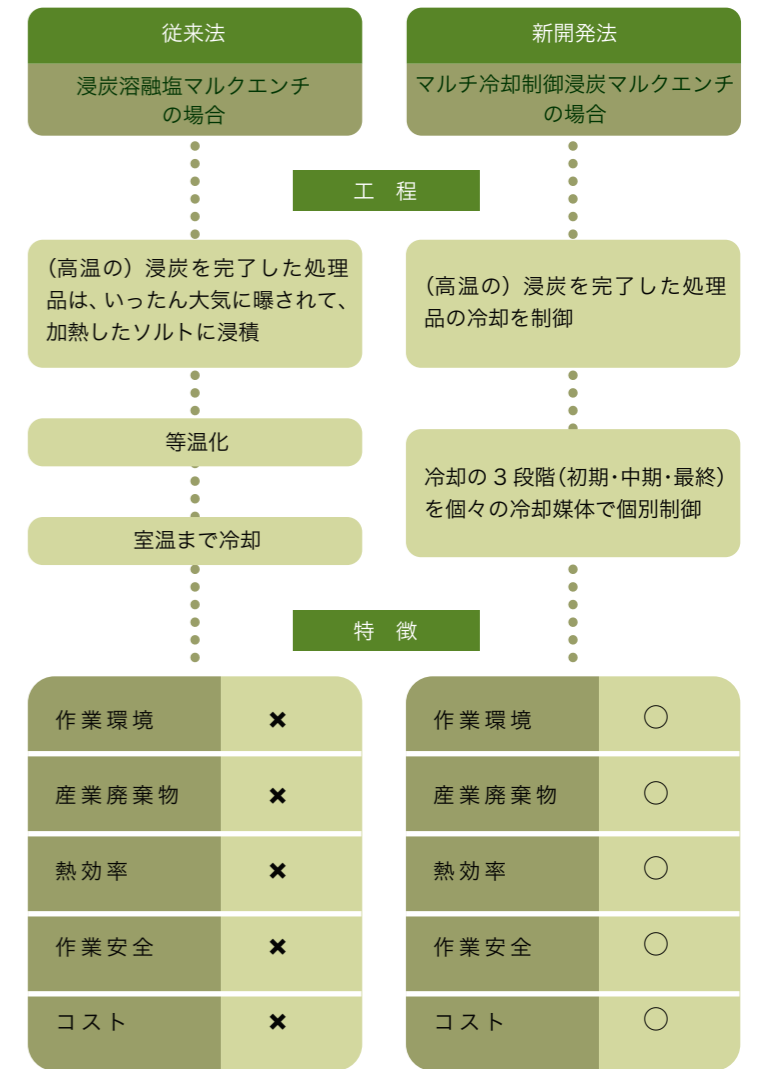 従来法
浸炭溶融塩マルクエンチ
の場合
新開発法
マルチ冷却制御浸炭マルクエンチ
の場合
工 程
(高温の)浸炭を完了した処理
品は、いったん大気に曝されて、
加熱したソルトに浸積
等温化
室温まで冷却
(高温の)浸炭を完了した処理
品の冷却を制御
冷却の3段階(初期・中期・最終)
を個々の冷却媒体で個別制御
特 徴
作業環境 ✖
産業廃棄物 ✖
熱効率 ✖
作業安全 ✖
コスト ✖
作業環境 ○
産業廃棄物 ○
熱効率 ○
作業安全 ○
コスト ○